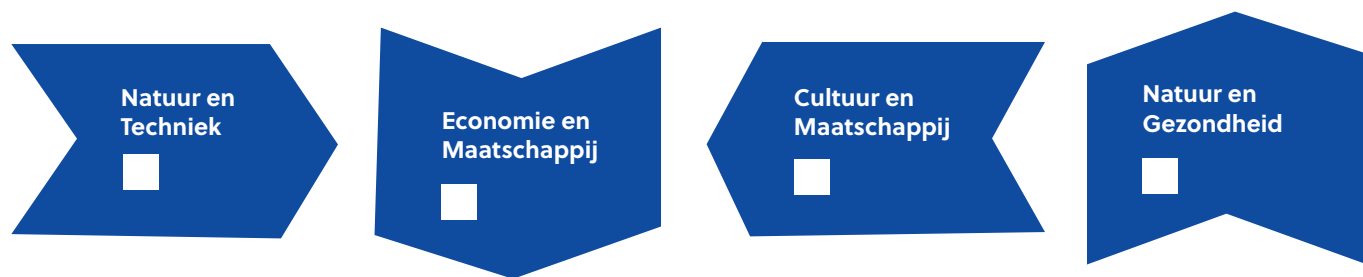 Natuur en
Techniek
Economie en
Maatschappij
Cultuur en
Maatschappij
Natuur en
Gezondheid